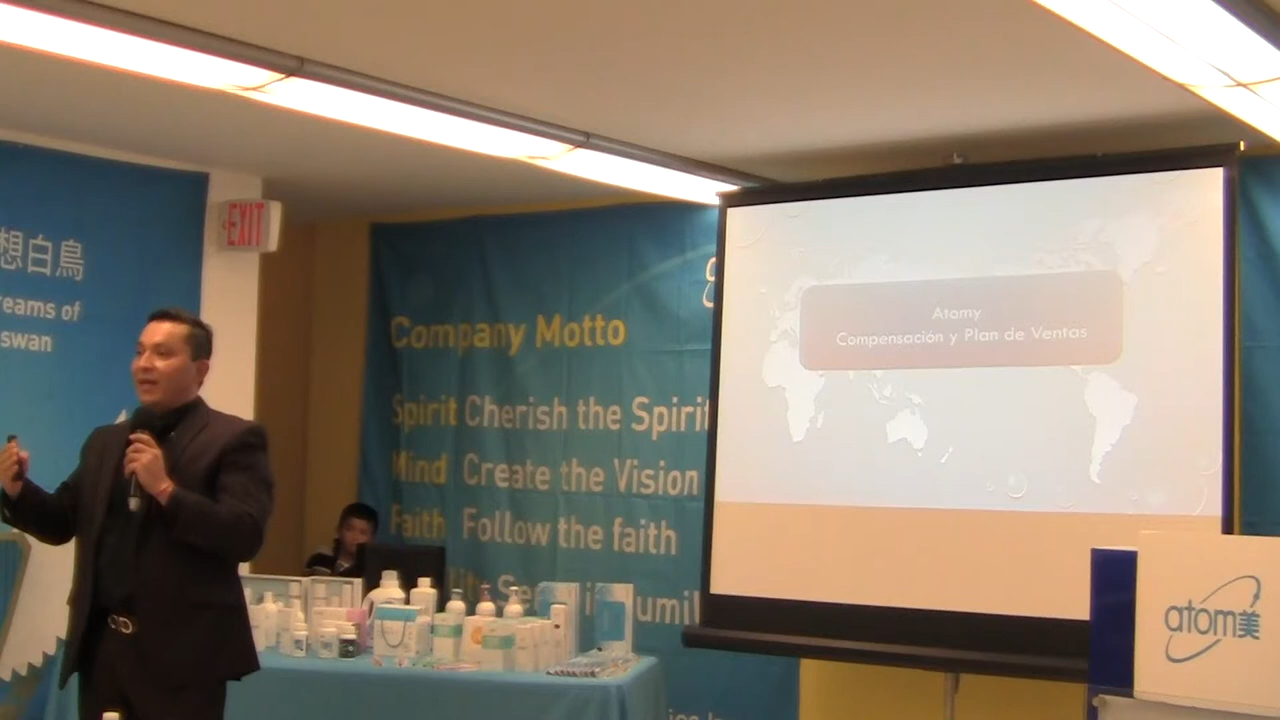 想白鳥
eams of
swan
EXIT
Company Motto
Spirit Cherish the Spirit
Mind Create the Vision
Faith Follow the faith
Atomy
Compensación y Plan de Ventas
atom美